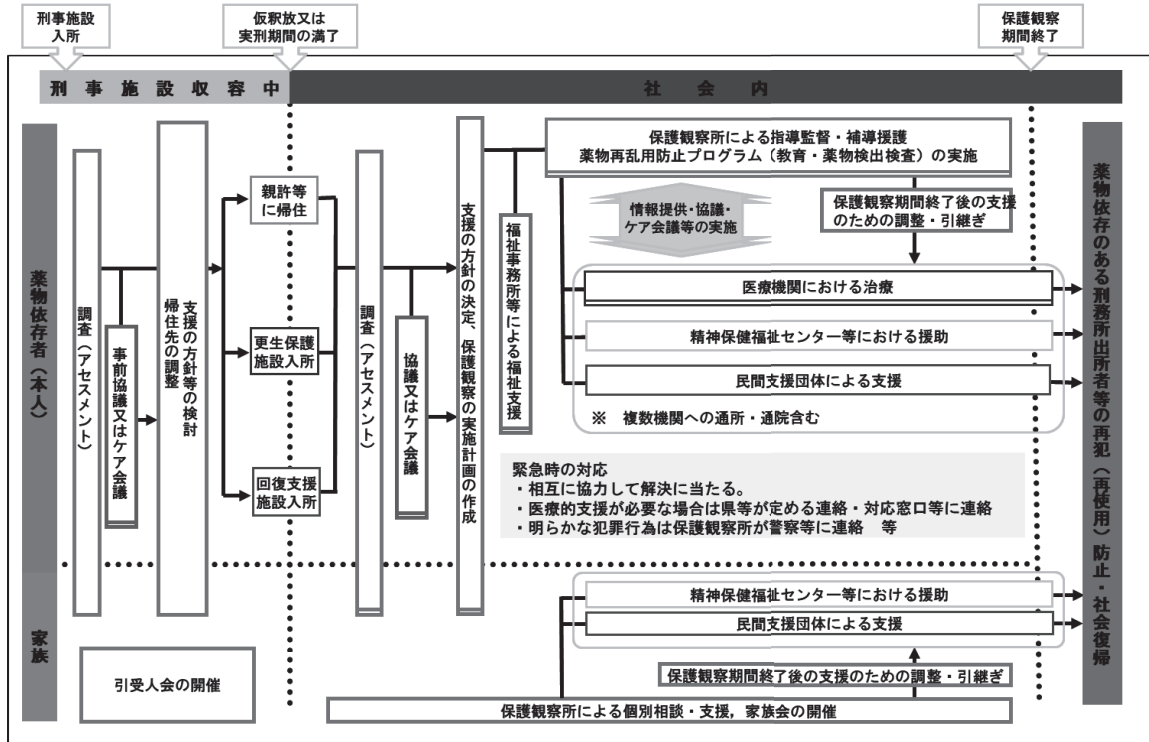 刑事施設
入所
仮釈放又は
実刑期間の満了
保護観察
期間終了
刑事施設収容中
社会内
薬物依存者（本人）
調査（アセスメント）
事前協議又はケア会議
支援の方針等の検討
帰住先の調整
親許等
に帰住
更生保護
施設入所
回復支援
施設入所
調査（アセスメント）
協議又はケア会議
支援の方針の決定、保護観察の実施計画の作成
福祉事務所等による福祉支援
保護観察所による指導監督・補導援護
薬物再乱用防止プログラム（教育・薬物検出検査）の実施
情報提供・協議・
ケア会議等の実施
保護観察期間終了後の支援
のための調整・引継ぎ
医療機関における治療
精神保健福祉センター等における援助
民間支援団体による支援
※　複数機関への通所・通院含む
緊急時の対応
・相互に協力して解決に当たる。
・医療的支援が必要な場合は県等が定める連絡・対応窓口等に連絡
・明らかな犯罪行為は保護観察所が警察等に連絡　等
薬物依存のある刑務所出所者等の再犯（再使用）防止・社会復帰
家族
引受人会の開催
精神保健福祉センター等における援助
民間支援団体による支援
保護観察期間終了後の支援のための調整・引継ぎ
保護観察所による個別相談・支援，家族会の開催